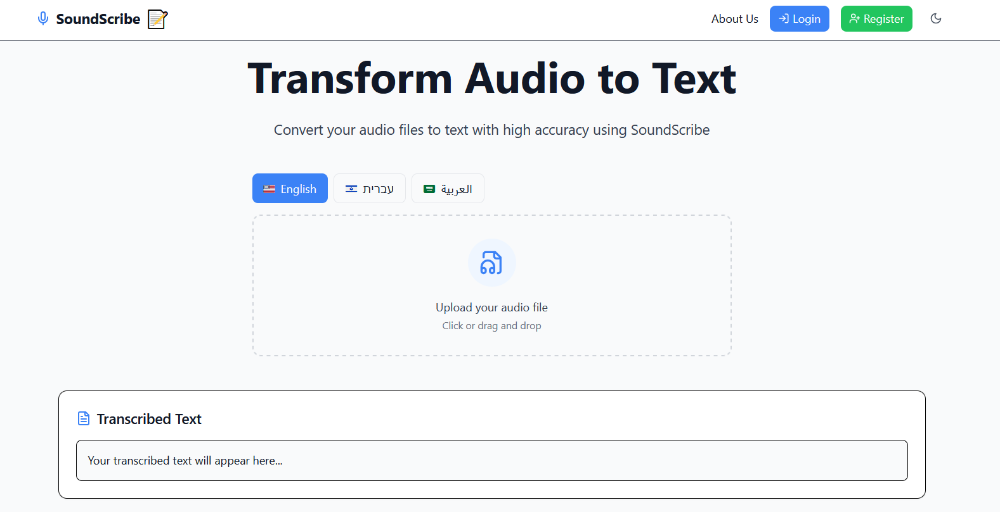 SoundScribe
About Us
Login
Register
Transform Audio to Text
Convert your audio files to text with high accuracy using SoundScribe
English
עברית
العربية
Upload your audio file
Click or drag and drop
Transcribed Text
Your transcribed text will appear here...